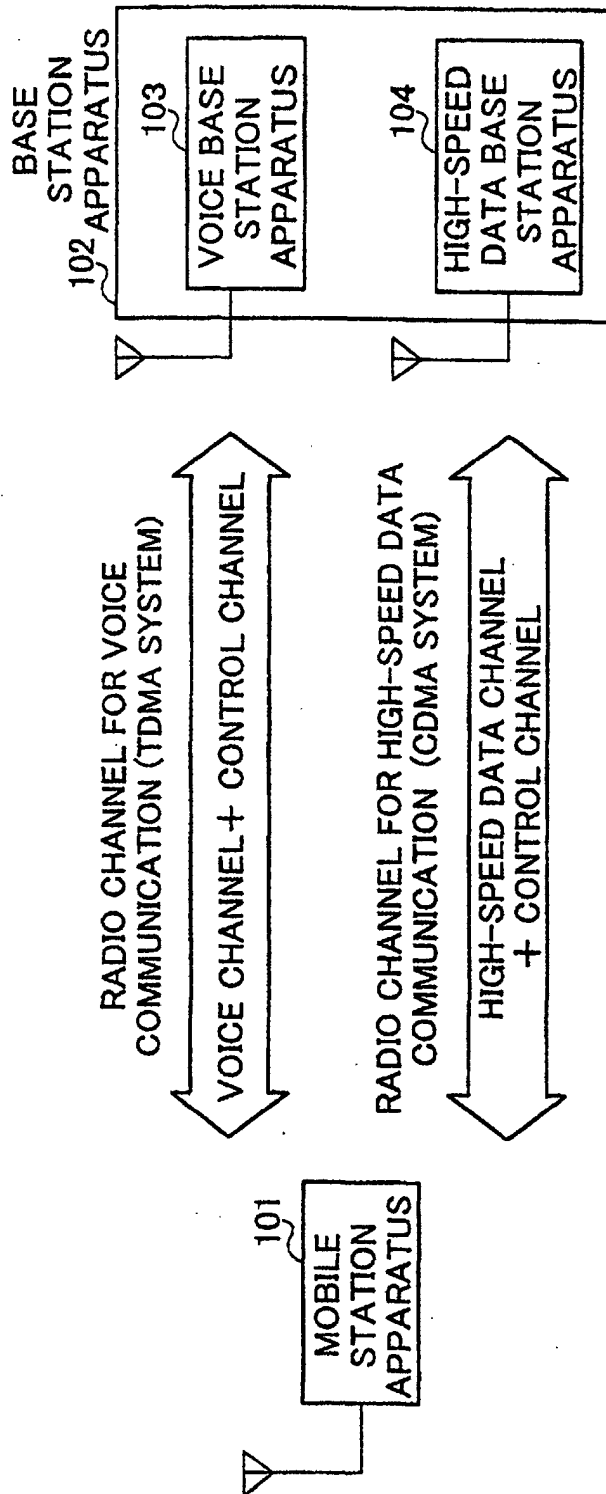 BASE
STATION
APPARATUS
102
103
VOICE BASE
STATION
APPARATUS
104
HIGH-SPEED
DATA BASE
STATION
APPARATUS
RADIO CHANNEL FOR VOICE
COMMUNICATION (TDMA SYSTEM)
VOICE CHANNEL+ CONTROL CHANNEL
RADIO CHANNEL FOR HIGH-SPEED DATA
COMMUNICATION (CDMA SYSTEM)
HIGH-SPEED DATA CHANNEL
+ CONTROL CHANNEL
101
MOBILE
STATION
APPARATUS